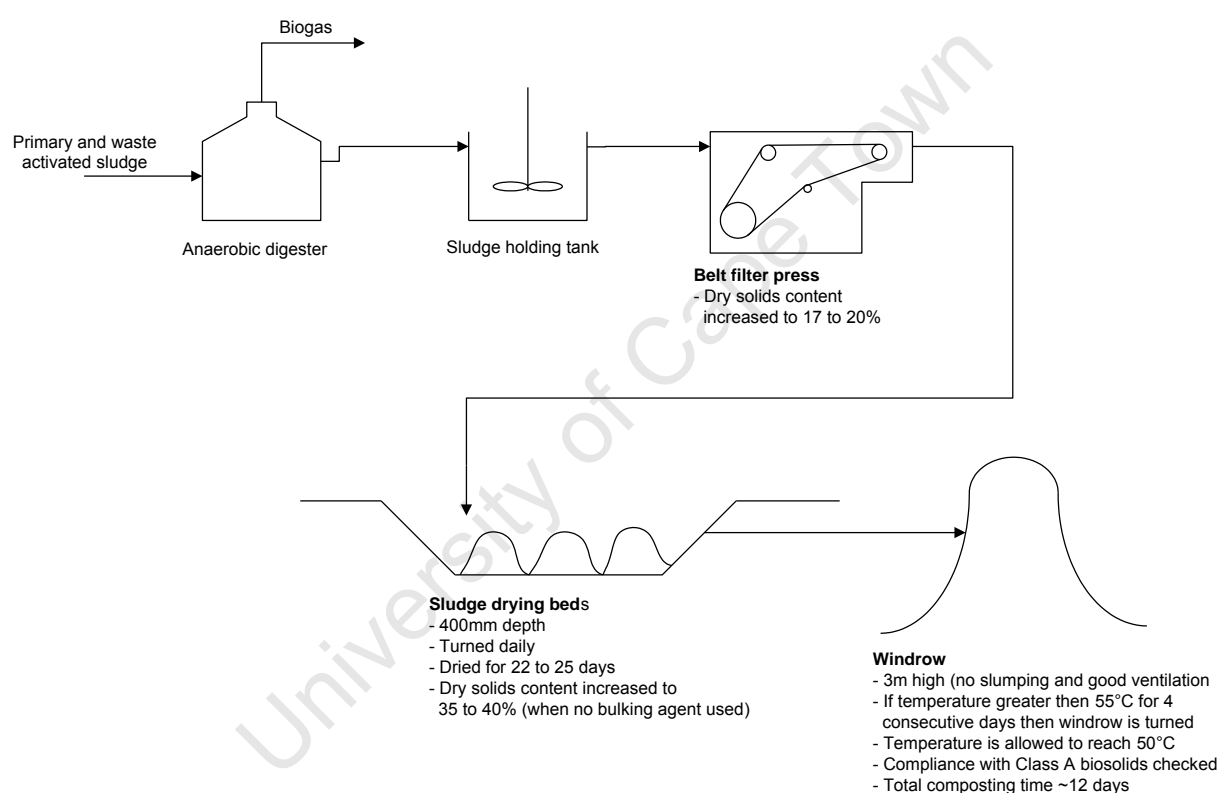 Biogas
Primary and waste
activated sludge
Anaerobic digester
Sludge holding tank
Belt filter press
- Dry solids content
increased to 17 to 20%
Sludge drying beds
- 400mm depth
- Turned daily
- Dried for 22 to 25 days
- Dry solids content increased to
35 to 40% (when no bulking agent used)
Windrow
- 3m high (no slumping and good ventilation
- If temperature greater then 55°C for 4
consecutive days then windrow is turned
- Temperature is allowed to reach 50°C
- Compliance with Class A biosolids checked
- Total composting time ~12 days
University of Cape Town